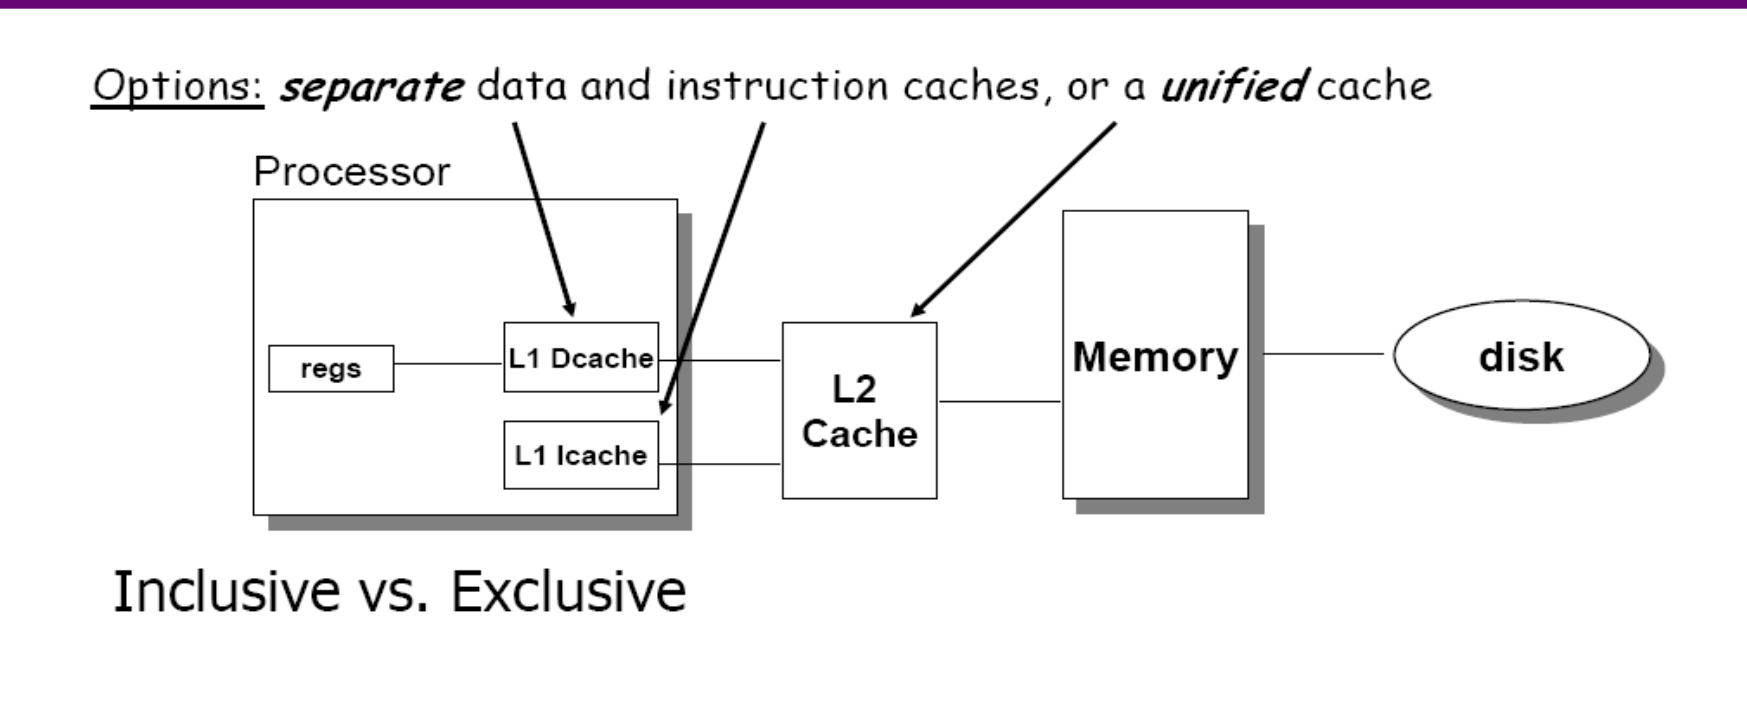 Options: separate data and instruction caches, or a unified cache
Processor
regs
L1 Dcache
L1 Icache
L2
Cache
Memory
disk
Inclusive vs. Exclusive